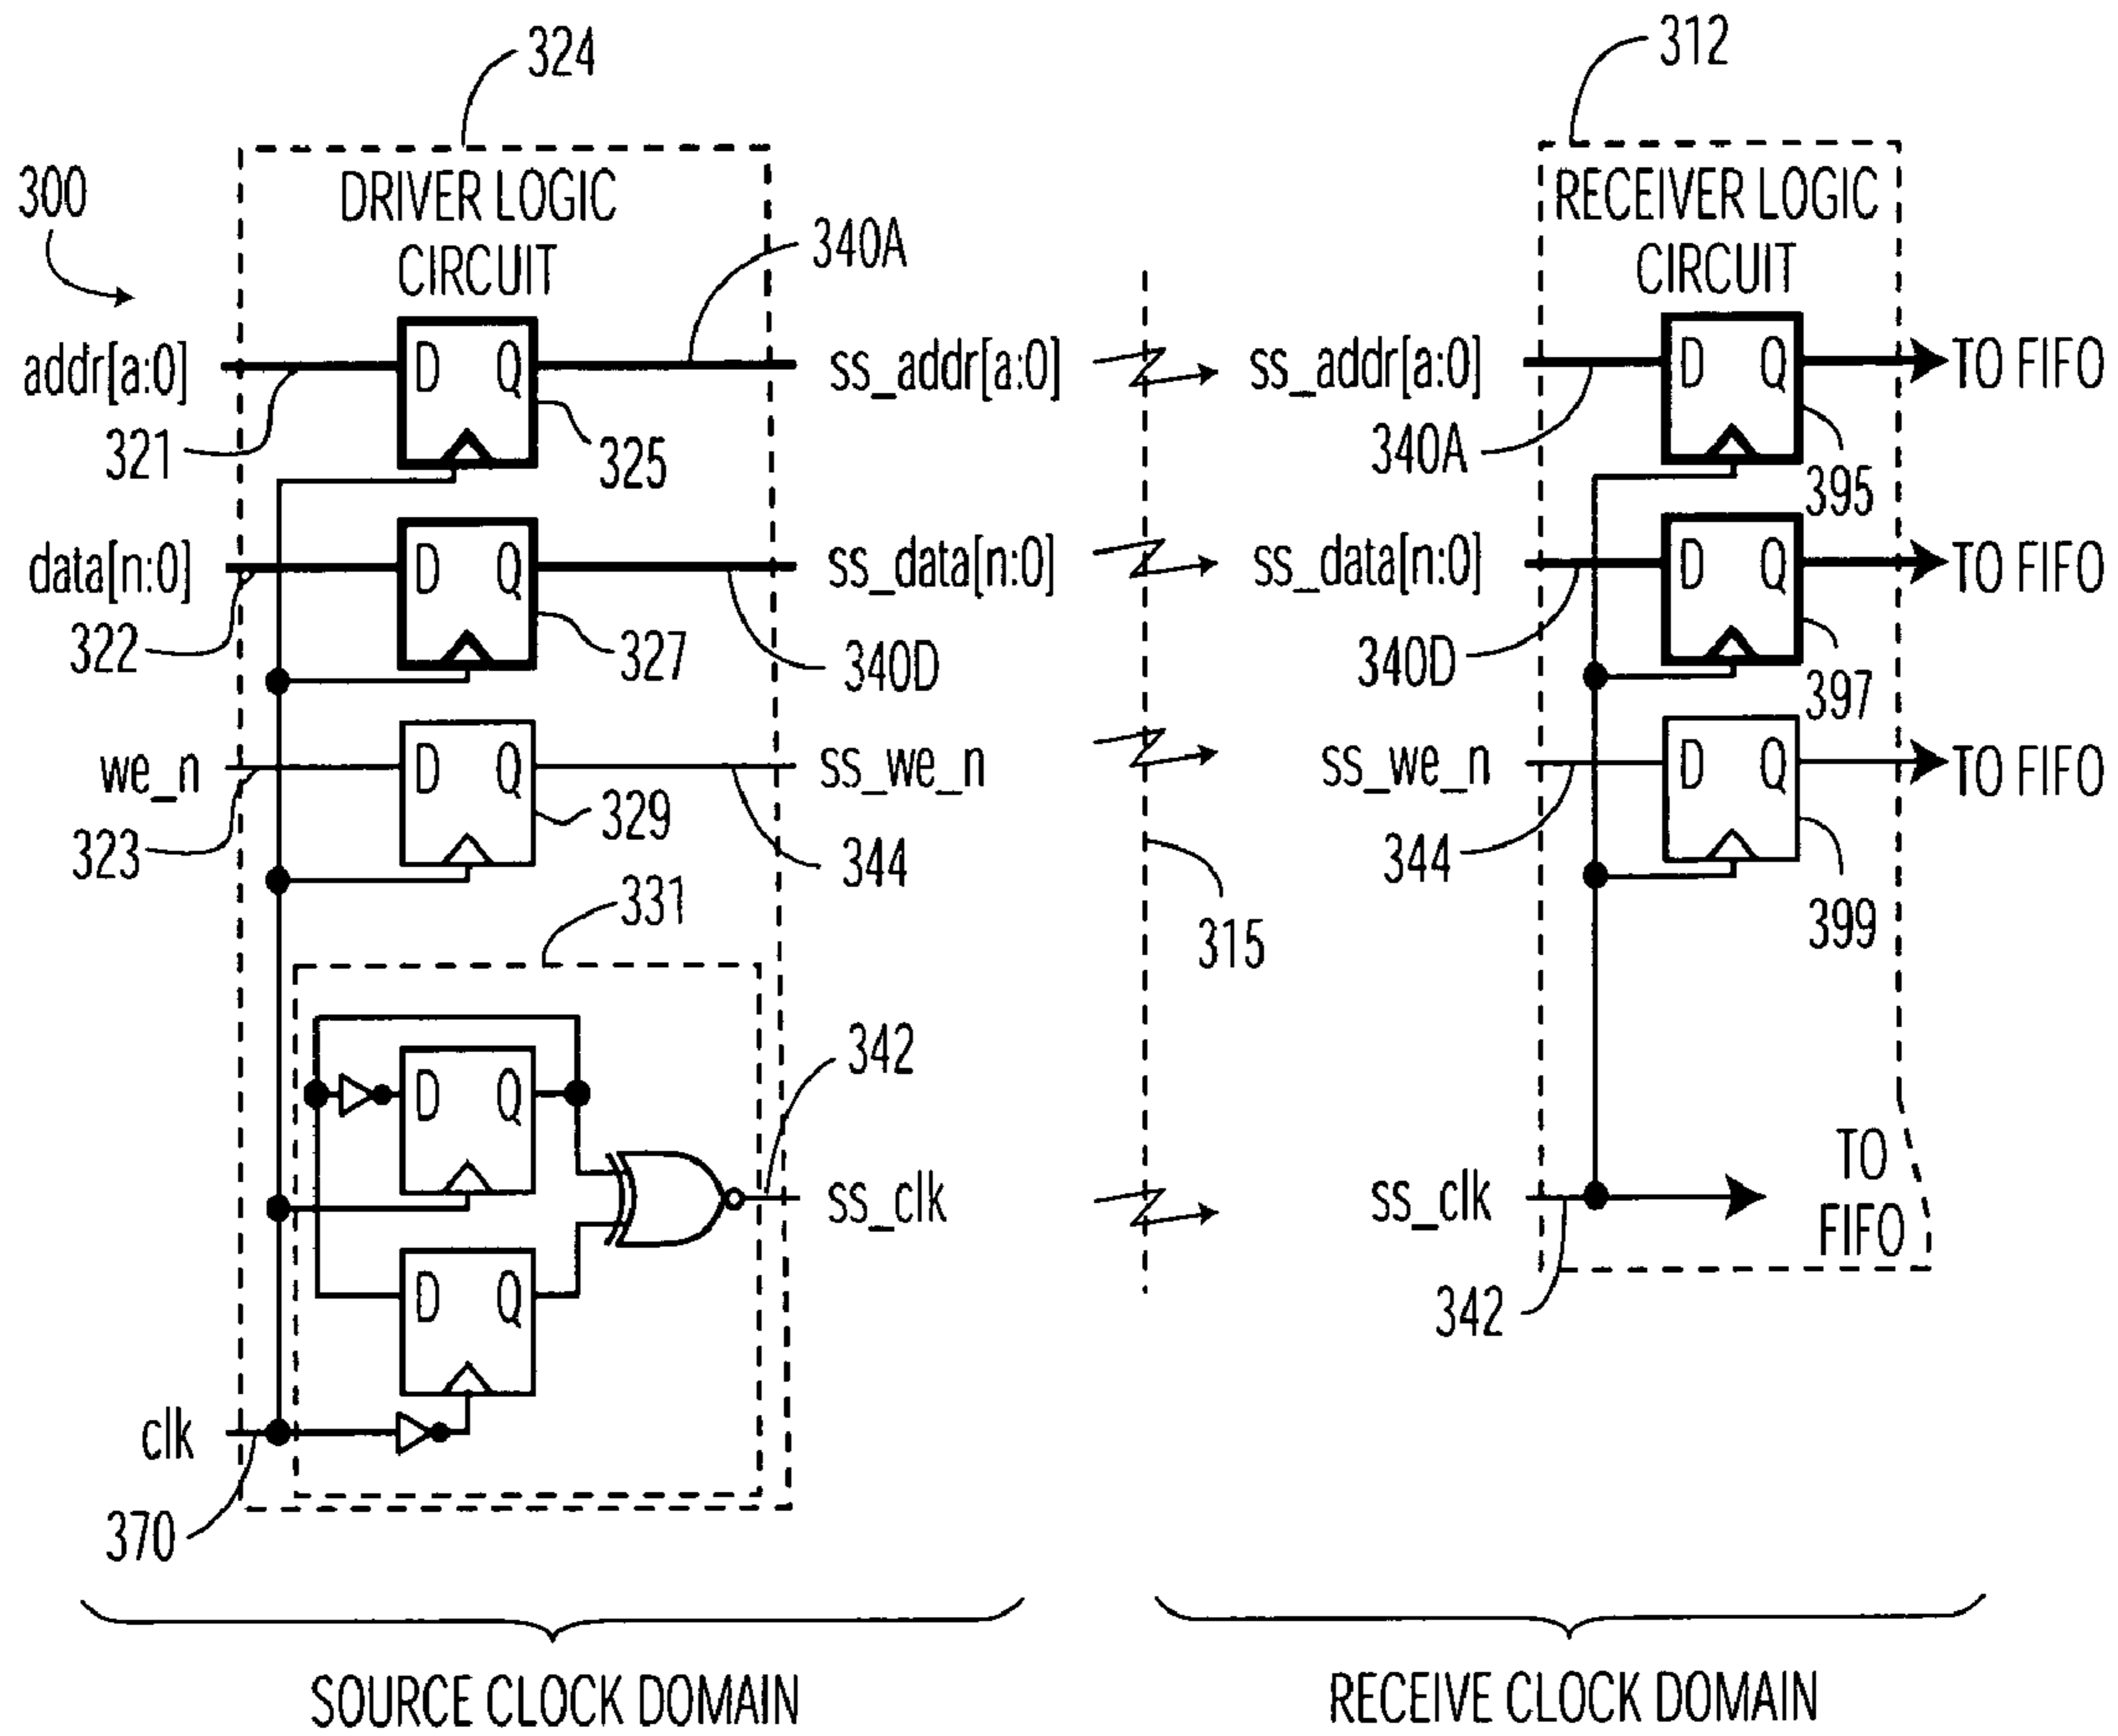 324
312
300
DRIVER LOGIC
CIRCUIT
340A
RECEIVER LOGIC
CIRCUIT
addr[a:0]
D Q
ss_addr[a:0]
ss_addr[a:0]
D Q
TO FIFO
321
325
340A
395
data[n:0]
D Q
ss_data[n:0]
ss_data[n:0]
D Q
TO FIFO
322
327
340D
340D
397
we_n
D Q
ss_we_n
ss_we_n
D Q
TO FIFO
323
329
344
344
399
331
315
342
D Q
ss_clk
ss_clk
TO
FIFO
D Q
342
clk
370
SOURCE CLOCK DOMAIN
RECEIVE CLOCK DOMAIN